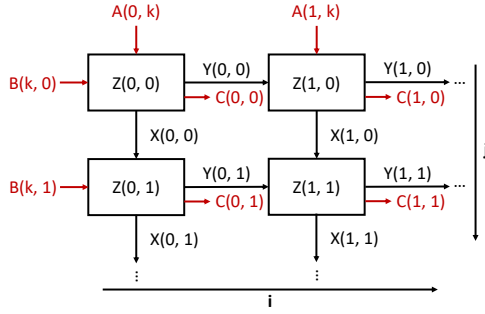 A(0, k) A(1, k)
Y(0, 0) Y(1, 0)
B(k, 0) Z(0, 0) Z(1, 0) ...
C(0, 0) C(1, 0)
X(0, 0) X(1, 0)
j
Y(0, 1) Y(1, 1)
B(k, 1) Z(0, 1) Z(1, 1) ...
C(0, 1) C(1, 1)
X(0, 1) X(1, 1)
⋮ ⋮
i